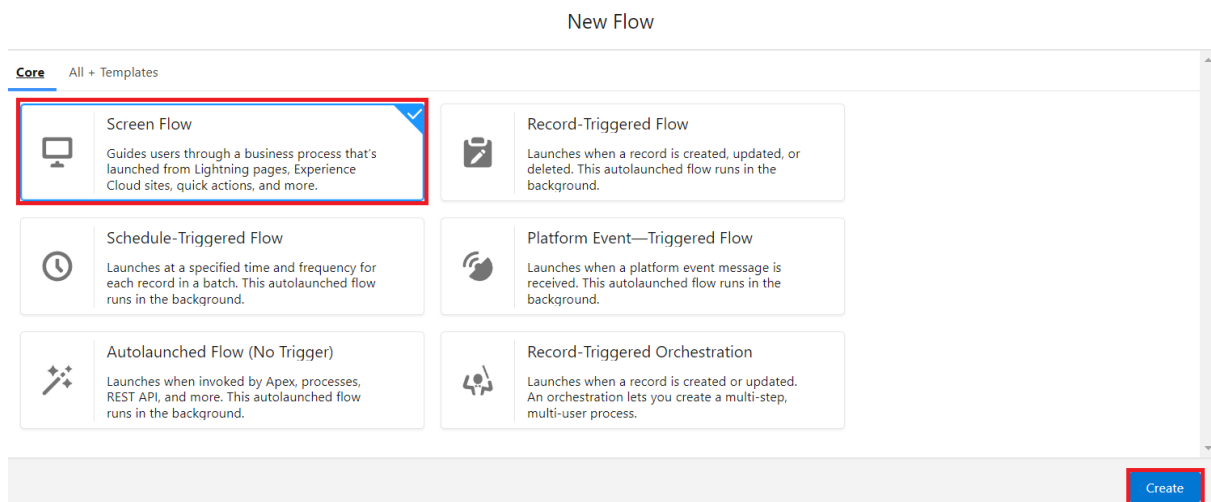 New Flow
Core
All + Templates
Screen Flow
Guides users through a business process that's
launched from Lightning pages, Experience
Cloud sites, quick actions, and more.
Record-Triggered Flow
Launches when a record is created, updated, or
deleted. This autolaunched flow runs in the
background.
Schedule-Triggered Flow
Launches at a specified time and frequency for
each record in a batch. This autolaunched flow
runs in the background.
Platform Event—Triggered Flow
Launches when a platform event message is
received. This autolaunched flow runs in the
background.
Autolaunched Flow (No Trigger)
Launches when invoked by Apex, processes,
REST API, and more. This autolaunched flow
runs in the background.
Record-Triggered Orchestration
Launches when a record is created or updated.
An orchestration lets you create a multi-step,
multi-user process.
Create